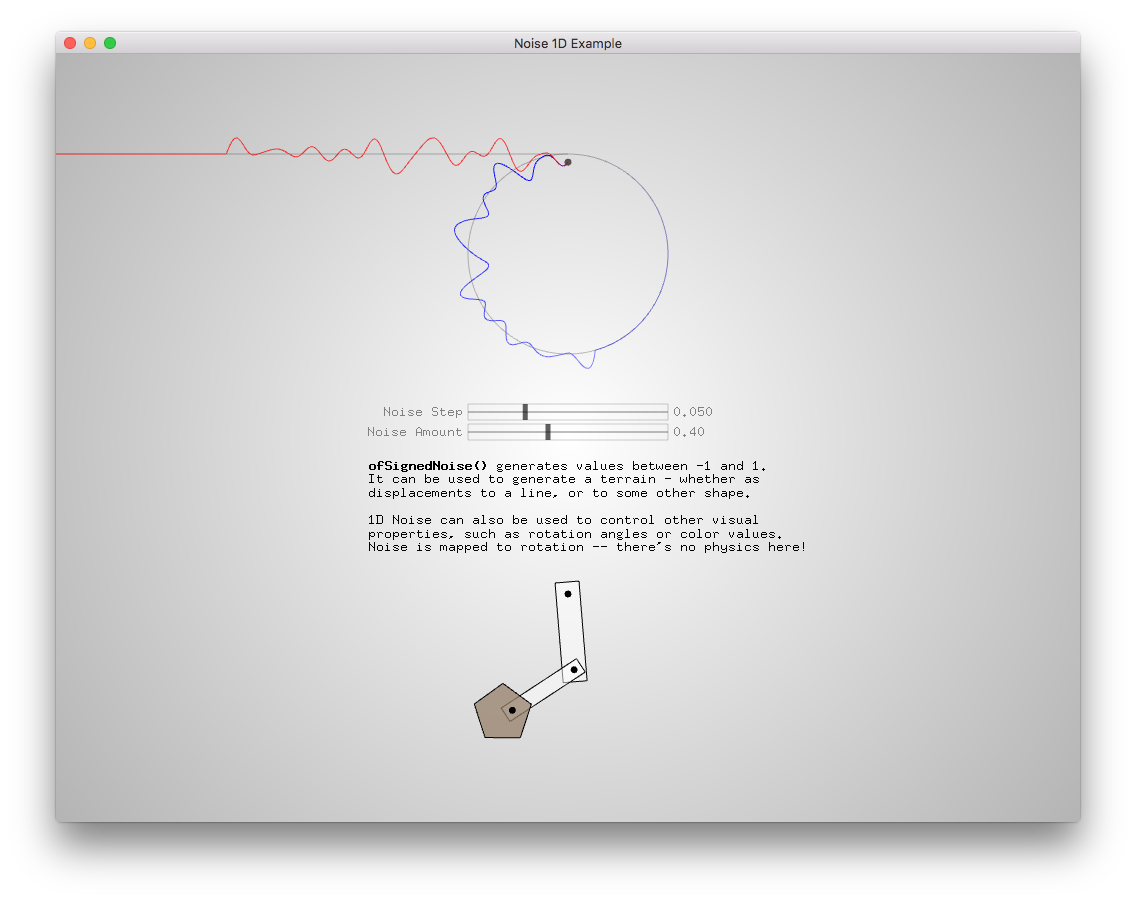 Noise 1D Example
Noise Step 0.050
Noise Amount 0.40
ofSignedNoise() generates values between -1 and 1.
It can be used to generate a terrain - whether as
displacements to a line, or to some other shape.
1D Noise can also be used to control other visual
properties, such as rotation angles or color values.
Noise is mapped to rotation -- there's no physics here!